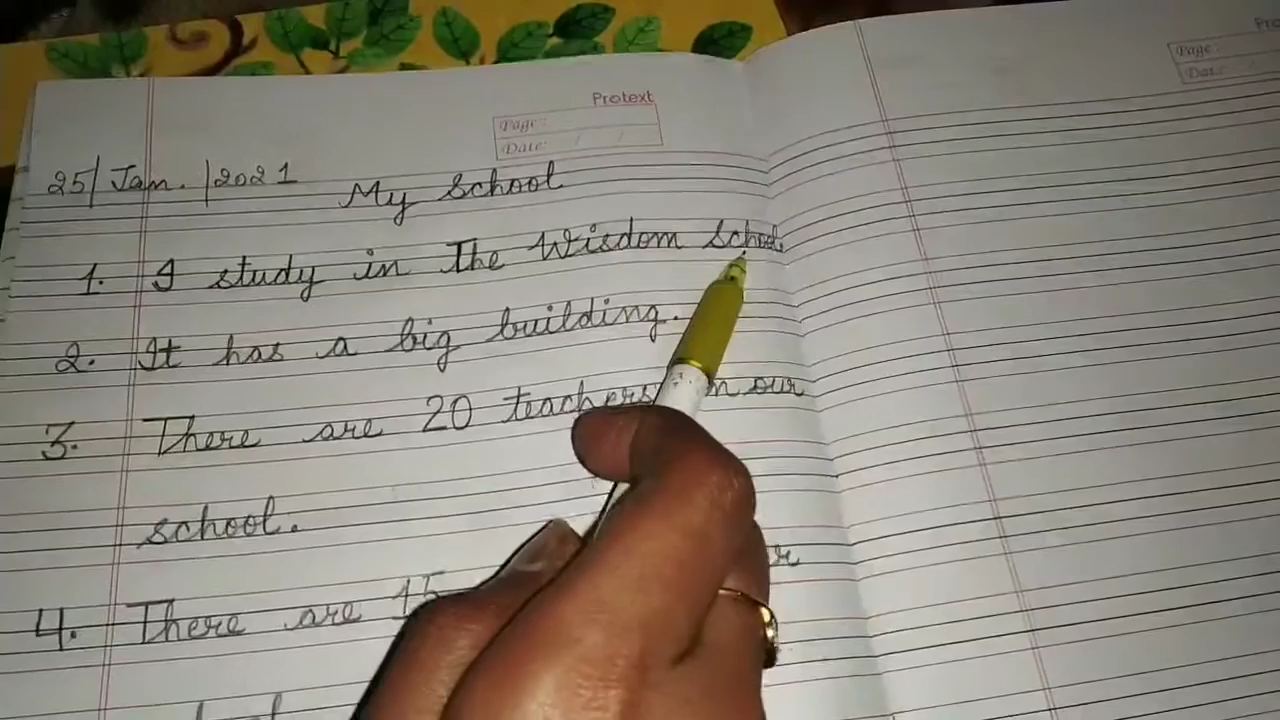 Protext
Page:
Date: / /
Page:
Date:
25/ Jan. /2021
My School
1. I study in The Wisdom School.
2. It has a big building.
3. There are 20 teachers in our
school.
4. There are 15